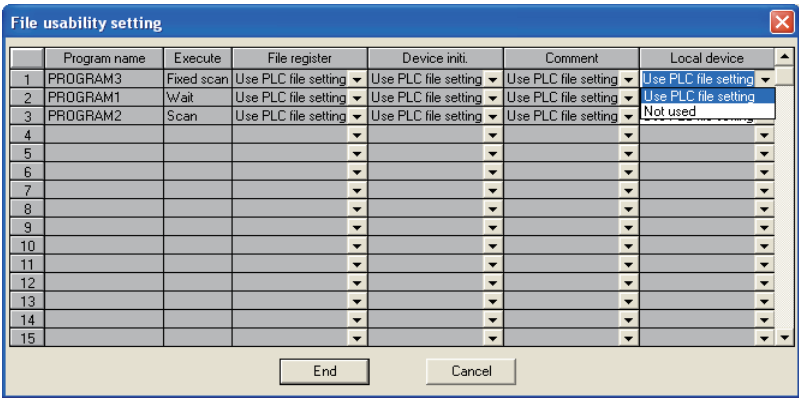 File usability setting
Program name Execute File register Device initi. Comment Local device
1 PROGRAM3 Fixed scan Use PLC file setting Use PLC file setting Use PLC file setting Use PLC file setting
2 PROGRAM1 Wait Use PLC file setting Use PLC file setting Use PLC file setting Use PLC file setting
3 PROGRAM2 Scan Use PLC file setting Use PLC file setting Use PLC file setting Not used
4
5
6
7
8
9
10
11
12
13
14
15
End Cancel